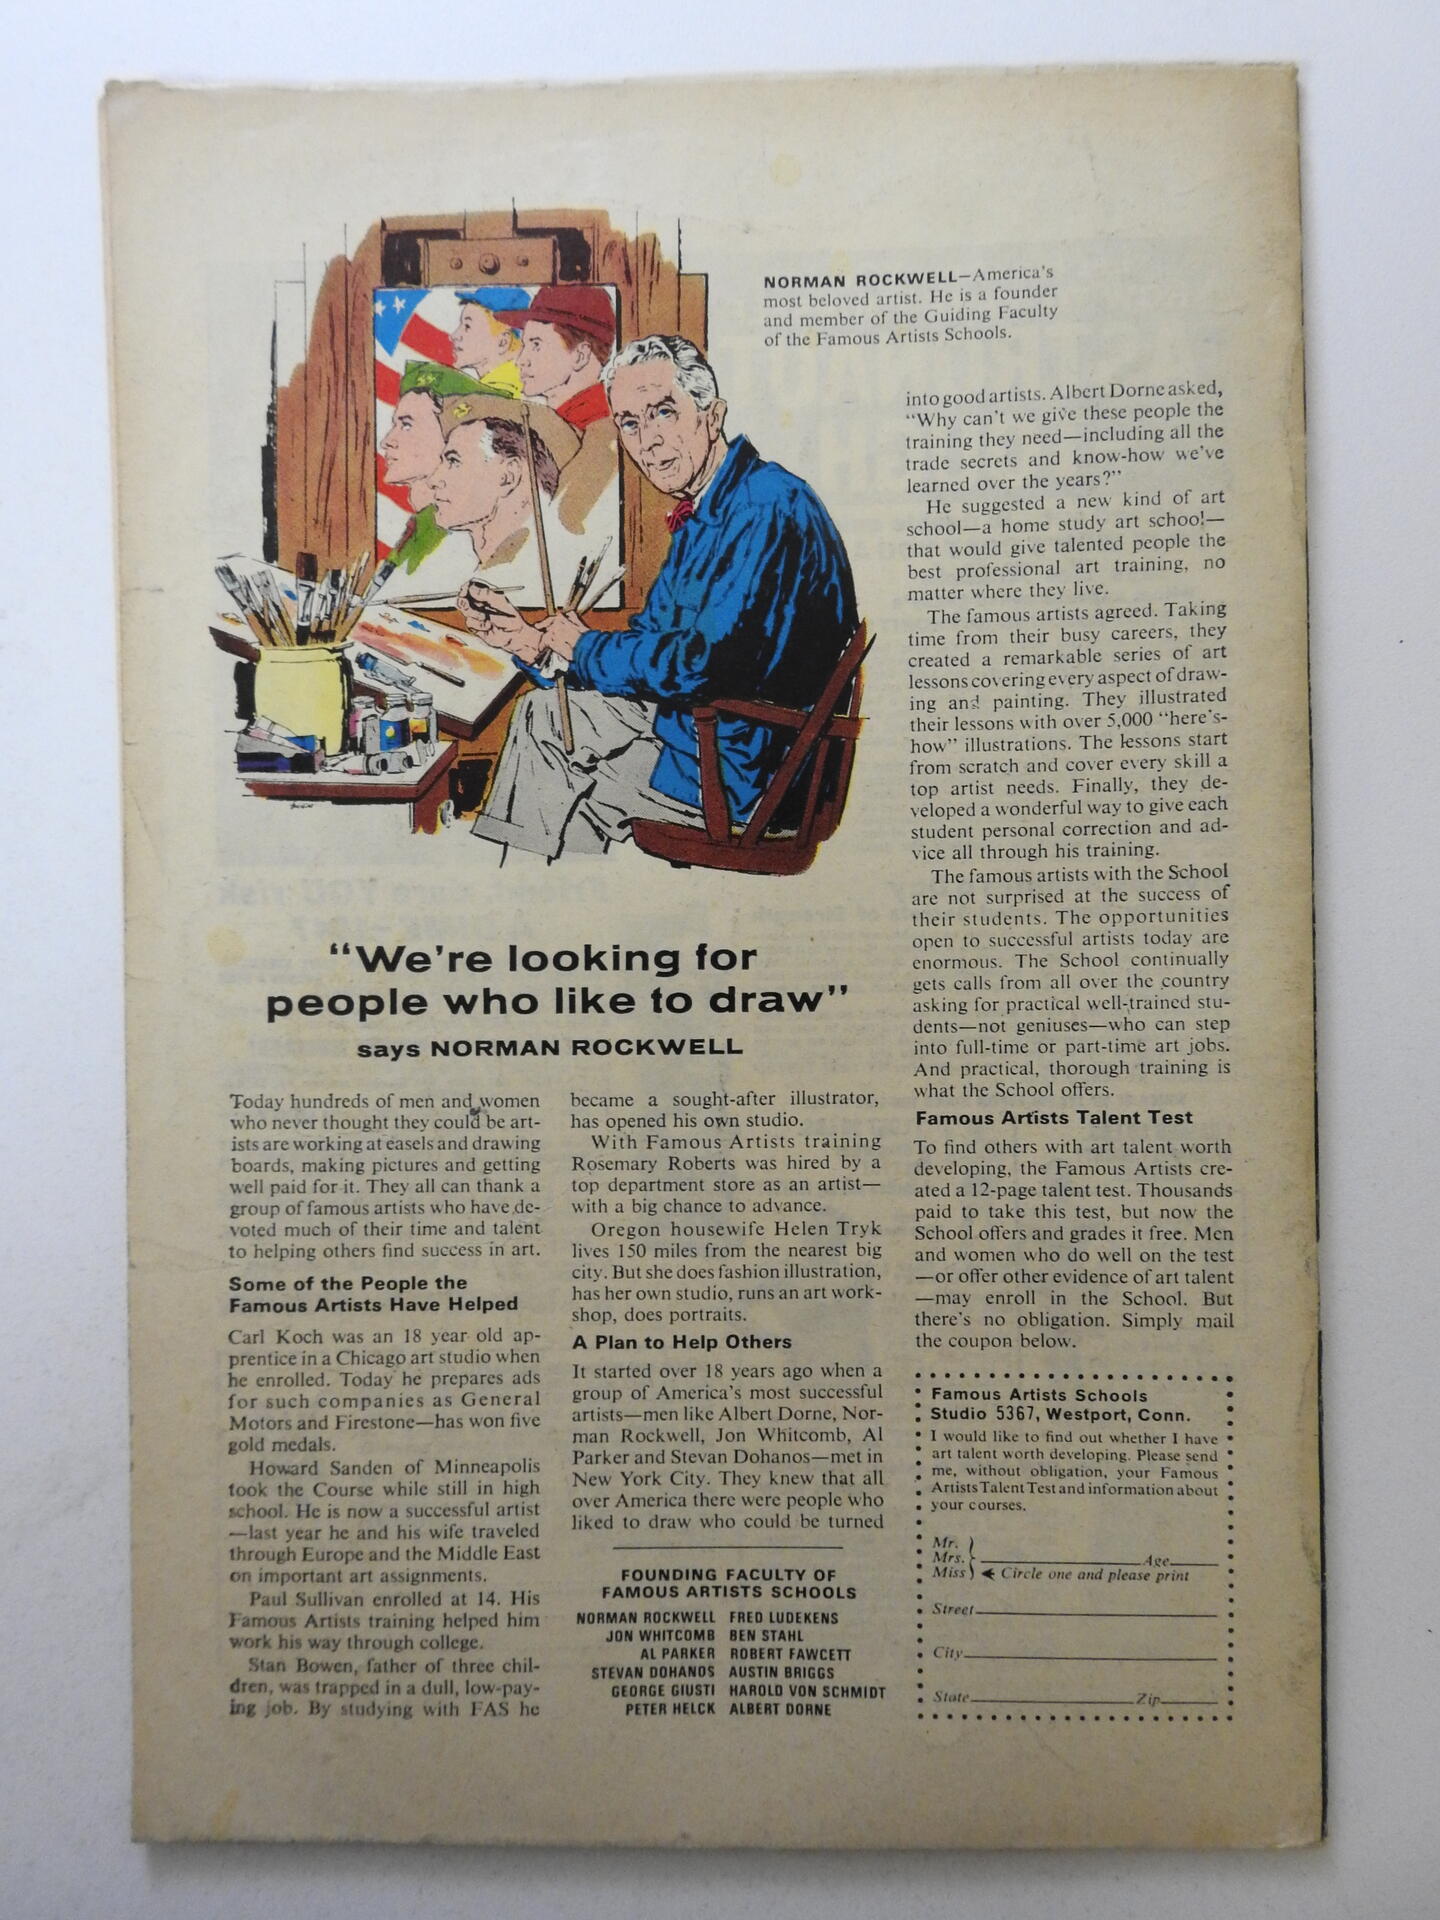 NORMAN ROCKWELL—America's
most beloved artist. He is a founder
and member of the Guiding Faculty
of the Famous Artists Schools.
"We're looking for
people who like to draw"
says NORMAN ROCKWELL
Today hundreds of men and women
who never thought they could be art-
ists are working at easels and drawing
boards, making pictures and getting
well paid for it. They all can thank a
group of famous artists who have de-
voted much of their time and talent
to helping others find success in art.
Some of the People the
Famous Artists Have Helped
Carl Koch was an 18 year old ap-
prentice in a Chicago art studio when
he enrolled. Today he prepares ads
for such companies as General
Motors and Firestone—has won five
gold medals.
Howard Sanden of Minneapolis
took the Course while still in high
school. He is now a successful artist
—last year he and his wife traveled
through Europe and the Middle East
on important art assignments.
Paul Sullivan enrolled at 14. His
Famous Artists training helped him
work his way through college.
Stan Bowen, father of three chil-
dren, was trapped in a dull, low-pay-
ing job. By studying with FAS he
became a sought-after illustrator,
has opened his own studio.
With Famous Artists training
Rosemary Roberts was hired by a
top department store as an artist—
with a big chance to advance.
Oregon housewife Helen Tryk
lives 150 miles from the nearest big
city. But she does fashion illustration,
has her own studio, runs an art work-
shop, does portraits.
A Plan to Help Others
It started over 18 years ago when a
group of America's most successful
artists—men like Albert Dorne, Nor-
man Rockwell, Jon Whitcomb, Al
Parker and Stevan Dohanos—met in
New York City. They knew that all
over America there were people who
liked to draw who could be turned
FOUNDING FACULTY OF
FAMOUS ARTISTS SCHOOLS
NORMAN ROCKWELL FRED LUDEKENS
JON WHITCOMB BEN STAHL
AL PARKER ROBERT FAWCETT
STEVAN DOHANOS AUSTIN BRIGGS
GEORGE GIUSTI HAROLD VON SCHMIDT
PETER HELCK ALBERT DORNE
into good artists. Albert Dorne asked,
"Why can't we give these people the
training they need—including all the
trade secrets and know-how we've
learned over the years?"
He suggested a new kind of art
school—a home study art school—
that would give talented people the
best professional art training, no
matter where they live.
The famous artists agreed. Taking
time from their busy careers, they
created a remarkable series of art
lessons covering every aspect of draw-
ing and painting. They illustrated
their lessons with over 5,000 "here's-
how" illustrations. The lessons start
from scratch and cover every skill a
top artist needs. Finally, they de-
veloped a wonderful way to give each
student personal correction and ad-
vice all through his training.
The famous artists with the School
are not surprised at the success of
their students. The opportunities
open to successful artists today are
enormous. The School continually
gets calls from all over the country
asking for practical well-trained stu-
dents—not geniuses—who can step
into full-time or part-time art jobs.
And practical, thorough training is
what the School offers.
Famous Artists Talent Test
To find others with art talent worth
developing, the Famous Artists cre-
ated a 12-page talent test. Thousands
paid to take this test, but now the
School offers and grades it free. Men
and women who do well on the test
—or offer other evidence of art talent
—may enroll in the School. But
there's no obligation. Simply mail
the coupon below.
Famous Artists Schools
Studio 5367, Westport, Conn.
I would like to find out whether I have
art talent worth developing. Please send
me, without obligation, your Famous
Artists Talent Test and information about
your courses.
Mr.
Mrs. Age
Miss Circle one and please print
Street
City
State Zip